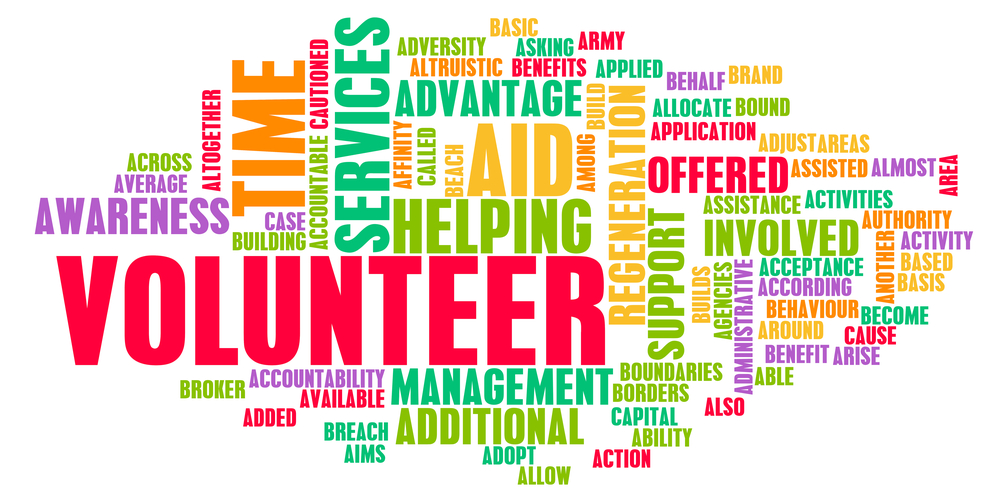 BASIC
ADVERSITY
ASKING
ARMY
ALTRUISTIC
BENEFITS
APPLIED
BEHALF
BRAND
SERVICES
CAUTIONED
TIME
ALTOGETHER
ADVANTAGE
BUILD
ALLOCATE
BOUND
APPLICATION
REGENERATION
AFFINITY
CALLED
BEACH
AID
AMONG
ADJUST
AREAS
ACROSS
AVERAGE
AWARENESS
CASE
BUILDING
ACCOUNTABLE
OFFERED
ASSISTED
ALMOST
AREA
ASSISTANCE
ACTIVITIES
HELPING
SUPPORT
INVOLVED
AUTHORITY
ANOTHER
ACTIVITY
BASED
BASIS
VOLUNTEER
BUILDS
AGENCIES
ADMINISTRATIVE
ACCEPTANCE
ACCORDING
BEHAVIOUR
BECOME
AROUND
CAUSE
BENEFIT
ARISE
ABLE
BROKER
ACCOUNTABILITY
AVAILABLE
ADDED
MANAGEMENT
BOUNDARIES
BORDERS
ALSO
BREACH
ADDITIONAL
CAPITAL
ABILITY
AIMS
ADOPT
ACTION
ALLOW